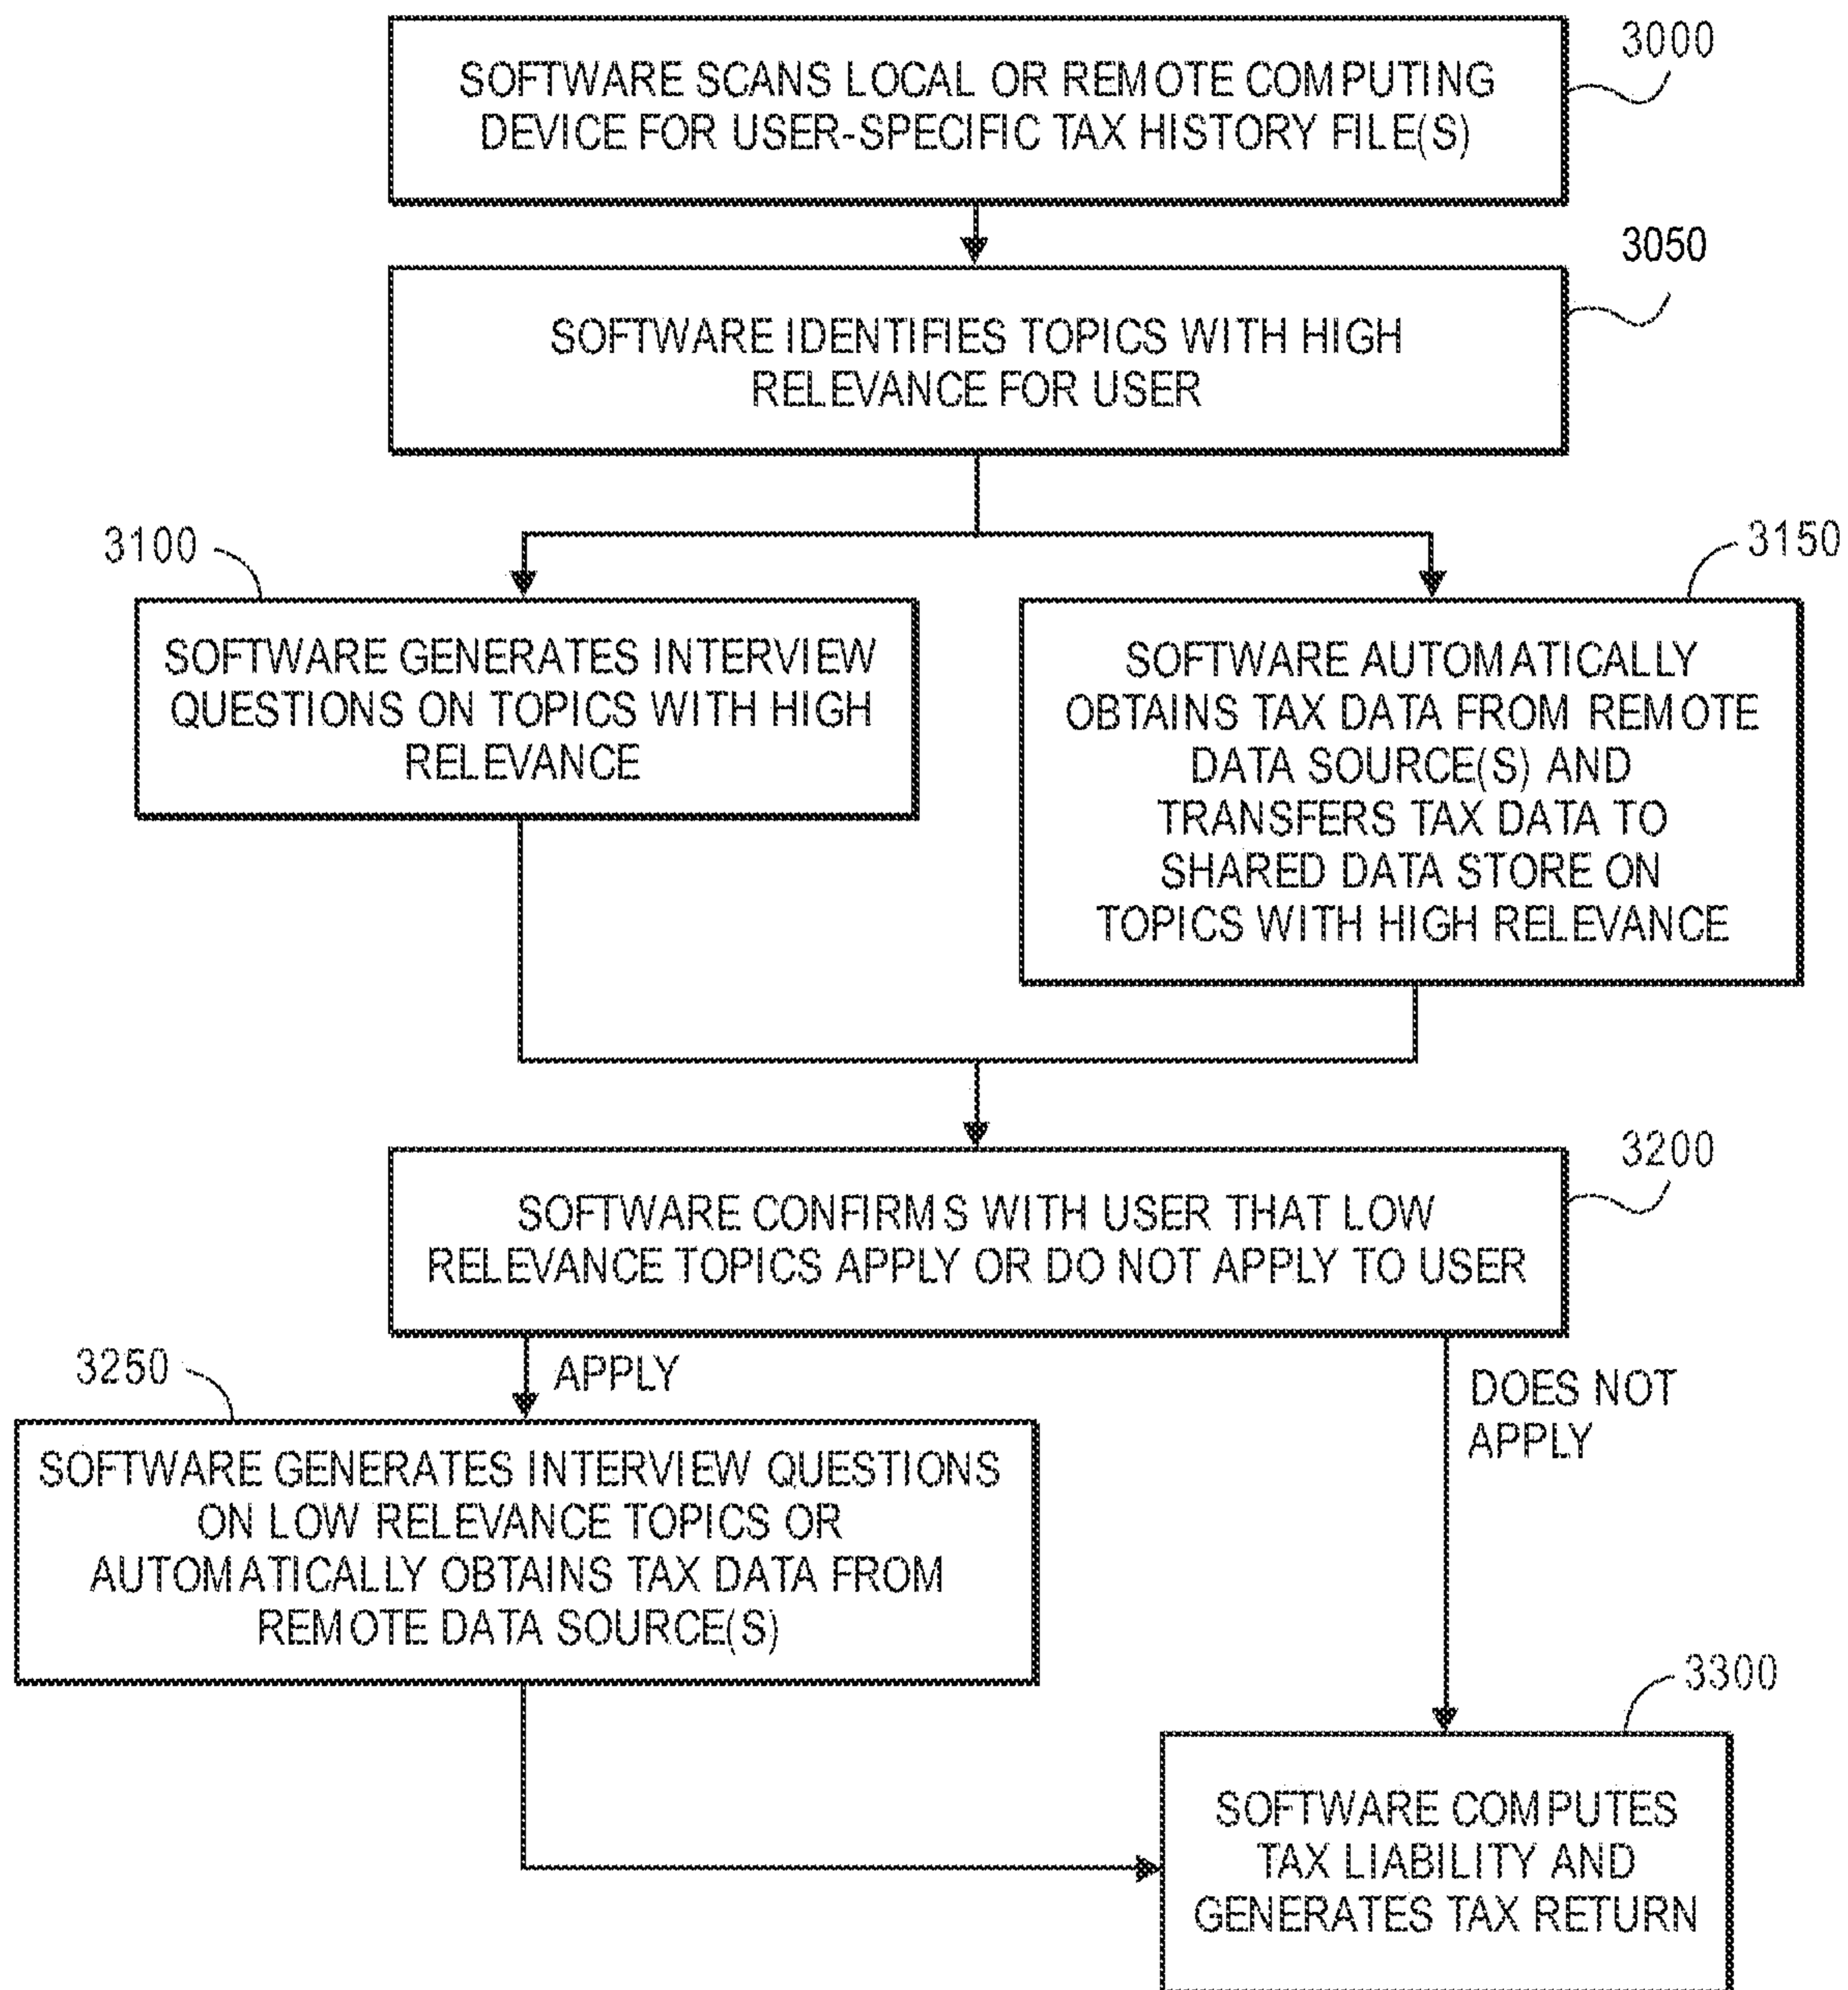 3000
SOFTWARE SCANS LOCAL OR REMOTE COMPUTING
DEVICE FOR USER-SPECIFIC TAX HISTORY FILE(S)
3050
SOFTWARE IDENTIFIES TOPICS WITH HIGH
RELEVANCE FOR USER
3100
SOFTWARE GENERATES INTERVIEW
QUESTIONS ON TOPICS WITH HIGH
RELEVANCE
3150
SOFTWARE AUTOMATICALLY
OBTAINS TAX DATA FROM REMOTE
DATA SOURCE(S) AND
TRANSFERS TAX DATA TO
SHARED DATA STORE ON
TOPICS WITH HIGH RELEVANCE
3200
SOFTWARE CONFIRMS WITH USER THAT LOW
RELEVANCE TOPICS APPLY OR DO NOT APPLY TO USER
APPLY
DOES NOT
APPLY
3250
SOFTWARE GENERATES INTERVIEW QUESTIONS
ON LOW RELEVANCE TOPICS OR
AUTOMATICALLY OBTAINS TAX DATA FROM
REMOTE DATA SOURCE(S)
3300
SOFTWARE COMPUTES
TAX LIABILITY AND
GENERATES TAX RETURN